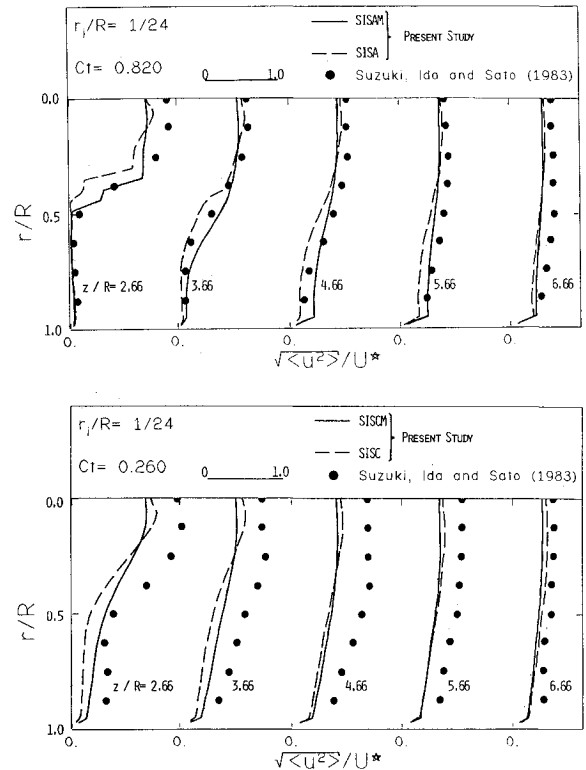 rⱼ/R= 1/24
SISAM
SISA
Present Study
Ct= 0.820
0 1.0
Suzuki, Ida and Sato (1983)
0.0
0.5
1.0
r/R
z/R= 2.66
3.66
4.66
5.66
6.66
0. 0. 0. 0. 0.
√<u²>/U*
rⱼ/R= 1/24
SISCM
SISC
Present Study
Ct= 0.260
0 1.0
Suzuki, Ida and Sato (1983)
0.0
0.5
1.0
r/R
z/R= 2.66
3.66
4.66
5.66
6.66
0. 0. 0. 0. 0.
√<u²>/U*